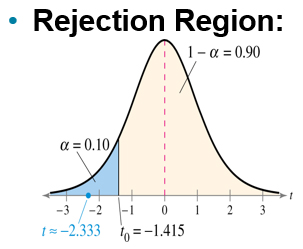 • Rejection Region:
1 − α = 0.90
α = 0.10
t
−3 −2 −1 0 1 2 3
t ≈ −2.333 t₀ = −1.415